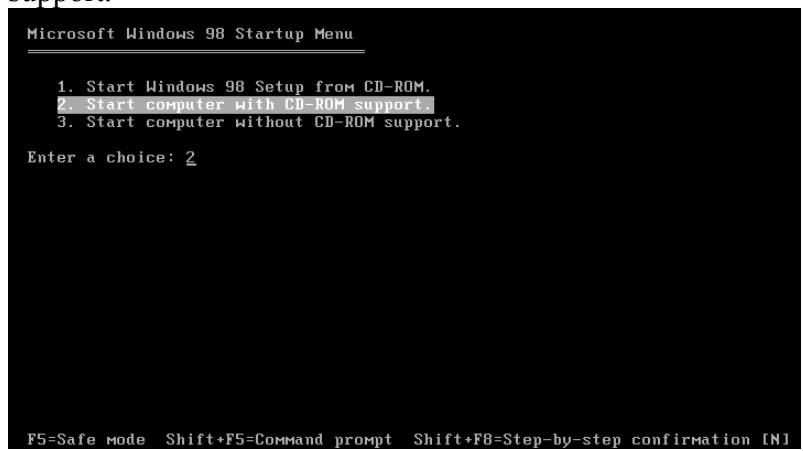 support.
Microsoft Windows 98 Startup Menu
1. Start Windows 98 Setup from CD-ROM.
2. Start computer with CD-ROM support.
3. Start computer without CD-ROM support.
Enter a choice: 2
F5=Safe mode Shift+F5=Command prompt Shift+F8=Step-by-step confirmation [N]